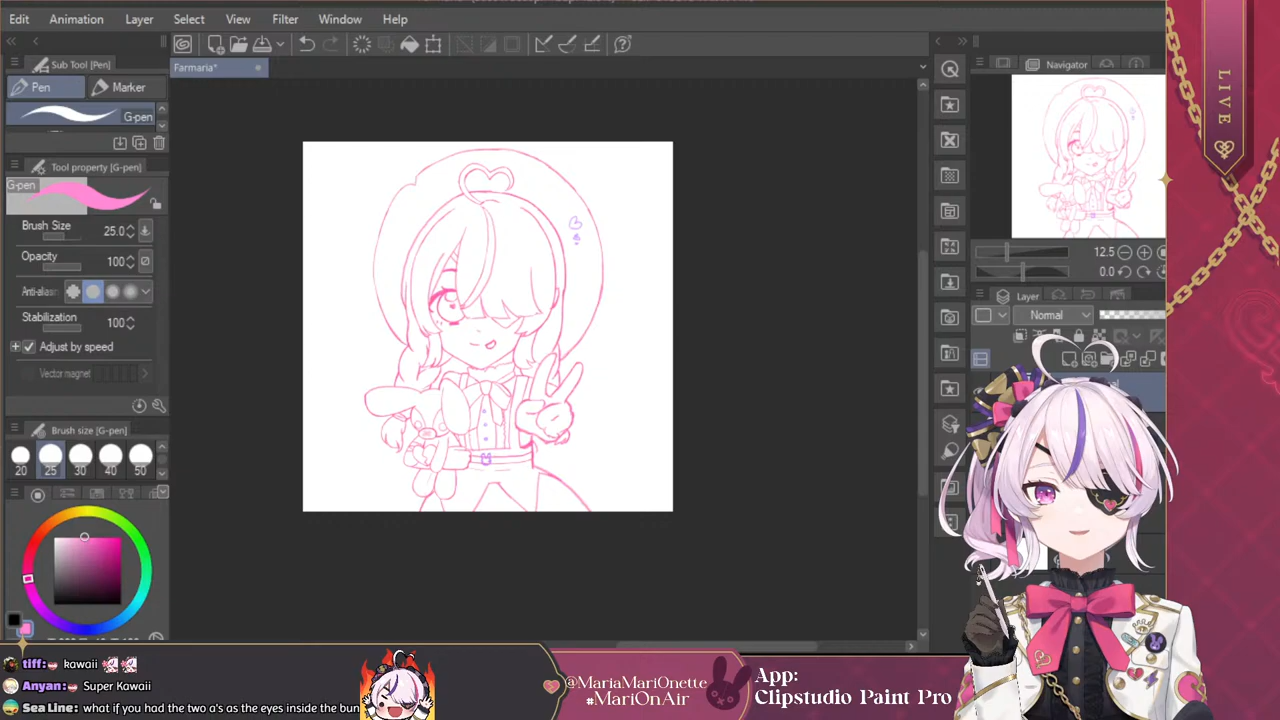 Edit Animation Layer Select View Filter Window Help
Farmaria*
Sub Tool [Pen]
Pen
Marker
G-pen
Tool property [G-pen]
G-pen
Brush Size 25.0
Opacity 100
Anti-alias
Stabilization 100
Adjust by speed
Vector magnet
Brush size [G-pen]
20 25 30 40 50
Navigator
12.5
0.0
Layer
Normal
LIVE
tiff: kawaii
Anyan: Super Kawaii
Sea Line: what if you had the two a's as the eyes inside the bun
@MariaMariOnette
#MariOnAir
App:
Clipstudio Paint Pro